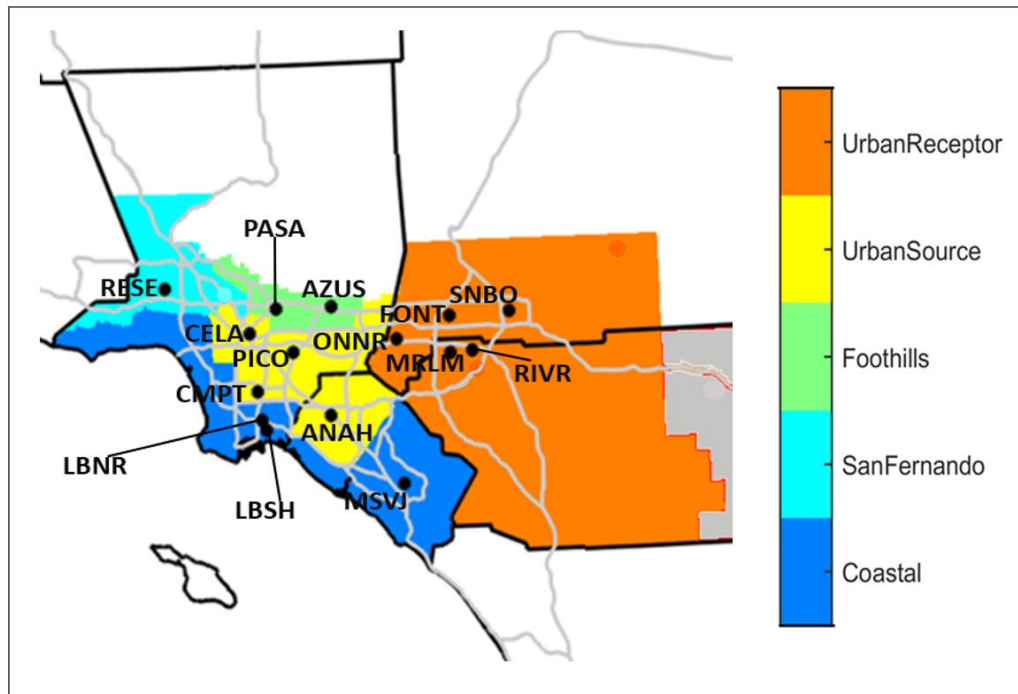 PASA
RESE
AZUS
SNBO
FONT
CELA
ONNR
PICO
MRLM
RIVR
CMPT
ANAH
LBNR
MSVJ
LBSH
UrbanReceptor
UrbanSource
Foothills
SanFernando
Coastal